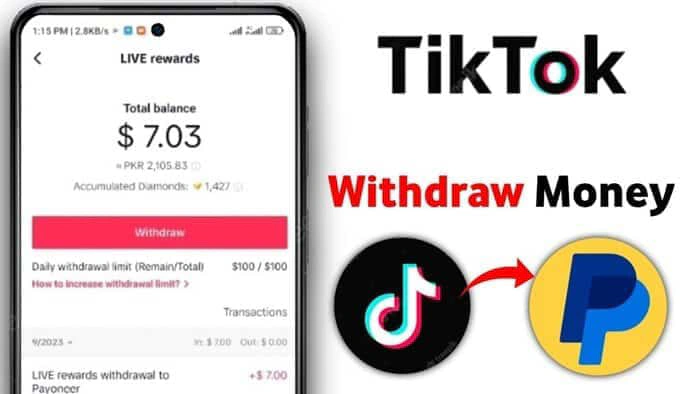 1:15 PM | 2.8KB/s
LIVE rewards
Total balance
$ 7.03
≈ PKR 2,105.83
Accumulated Diamonds: 1,427
Withdraw
Daily withdrawal limit (Remain/Total) $100 / $100
How to increase withdrawal limit? >
Transactions
9/2023 In: $ 7.00 Out: $ 0.00
LIVE rewards withdrawal to +$ 7.00
Payoneer
TikTok
Withdraw Money